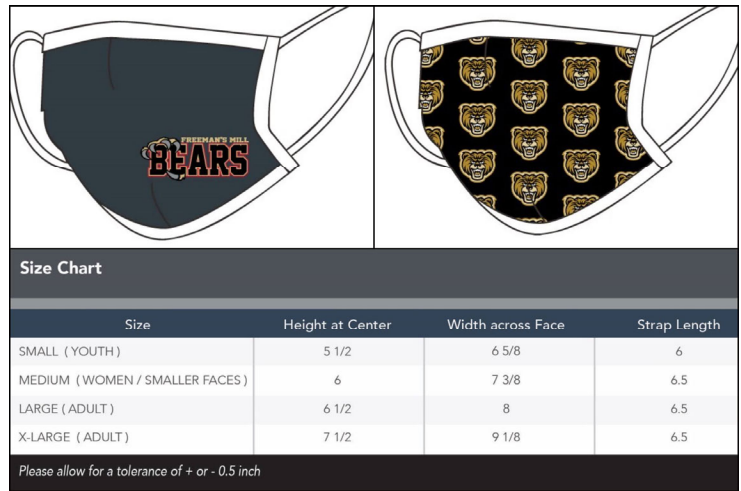 FREEMAN'S MILL
BEARS
Size Chart
Size Height at Center Width across Face Strap Length
SMALL ( YOUTH ) 5 1/2 6 5/8 6
MEDIUM ( WOMEN / SMALLER FACES ) 6 7 3/8 6.5
LARGE ( ADULT ) 6 1/2 8 6.5
X-LARGE ( ADULT ) 7 1/2 9 1/8 6.5
Please allow for a tolerance of + or - 0.5 inch